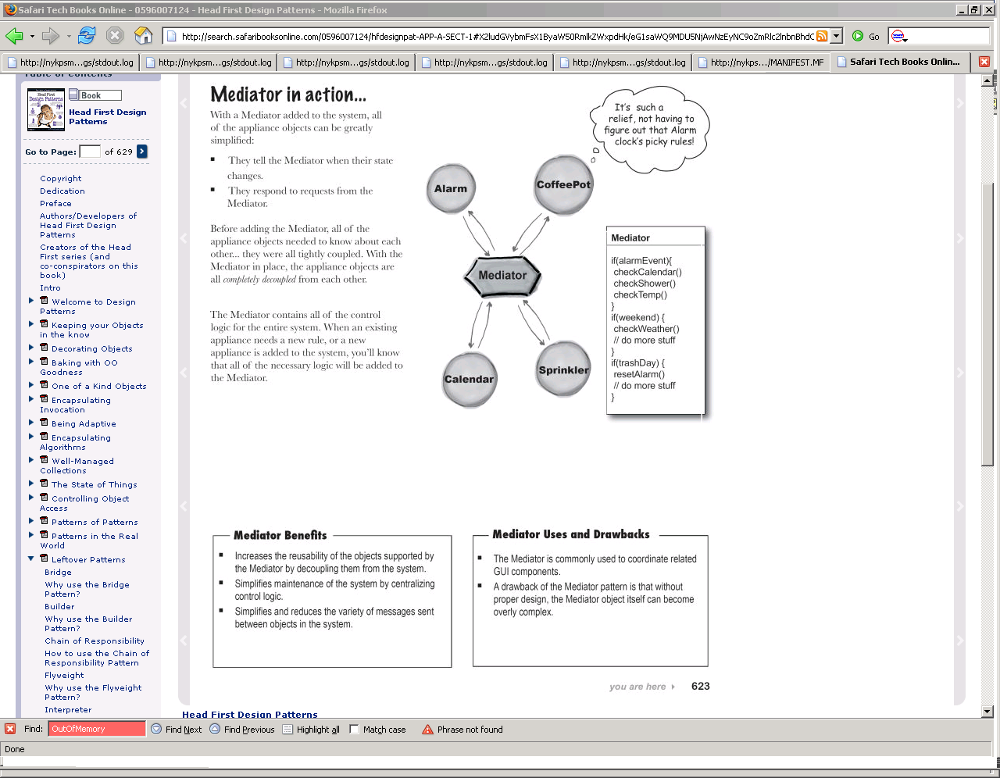 Safari Tech Books Online - 0596007124 - Head First Design Patterns - Mozilla Firefox
http://search.safaribooksonline.com/0596007124/hfdesignpat-APP-A-SECT-1#X2ludGVybmFsX1ByaW50RmlkZWxpdHk/eG1saWQ9MDU5NjAwNzEyNC9oZmRlc2lnbnBhdC
Go
http://nykpsm...gs/stdout.log
http://nykpsm...gs/stdout.log
http://nykpsm...gs/stdout.log
http://nykpsm...gs/stdout.log
http://nykpsm...gs/stdout.log
http://nykps.../MANIFEST.MF
Safari Tech Books Onlin...
Table of Contents
Book
Head First Design
Patterns
Go to Page:
of 629
Copyright
Dedication
Preface
Authors/Developers of
Head First Design
Patterns
Creators of the Head
First series (and
co-conspirators on this
book)
Intro
Welcome to Design
Patterns
Keeping your Objects
in the know
Decorating Objects
Baking with OO
Goodness
One of a Kind Objects
Encapsulating
Invocation
Being Adaptive
Encapsulating
Algorithms
Well-Managed
Collections
The State of Things
Controlling Object
Access
Patterns of Patterns
Patterns in the Real
World
Leftover Patterns
Bridge
Why use the Bridge
Pattern?
Builder
Why use the Builder
Pattern?
Chain of Responsibility
How to use the Chain of
Responsibility Pattern
Flyweight
Why use the Flyweight
Pattern?
Interpreter
Mediator in action...
With a Mediator added to the system, all
of the appliance objects can be greatly
simplified:
They tell the Mediator when their state
changes.
They respond to requests from the
Mediator.
Before adding the Mediator, all of the
appliance objects needed to know about each
other... they were all tightly coupled. With the
Mediator in place, the appliance objects are
all completely decoupled from each other.
The Mediator contains all of the control
logic for the entire system. When an existing
appliance needs a new rule, or a new
appliance is added to the system, you'll know
that all of the necessary logic will be added to
the Mediator.
It's such a
relief, not having to
figure out that Alarm
clock's picky rules!
Alarm
CoffeePot
Mediator
Calendar
Sprinkler
Mediator
if(alarmEvent){
checkCalendar()
checkShower()
checkTemp()
}
if(weekend) {
checkWeather()
// do more stuff
}
if(trashDay) {
resetAlarm()
// do more stuff
}
Mediator Benefits
Increases the reusability of the objects supported by
the Mediator by decoupling them from the system.
Simplifies maintenance of the system by centralizing
control logic.
Simplifies and reduces the variety of messages sent
between objects in the system.
Mediator Uses and Drawbacks
The Mediator is commonly used to coordinate related
GUI components.
A drawback of the Mediator pattern is that without
proper design, the Mediator object itself can become
overly complex.
you are here
623
Head First Design Patterns
Find:
OutOfMemory
Find Next
Find Previous
Highlight all
Match case
Phrase not found
Done